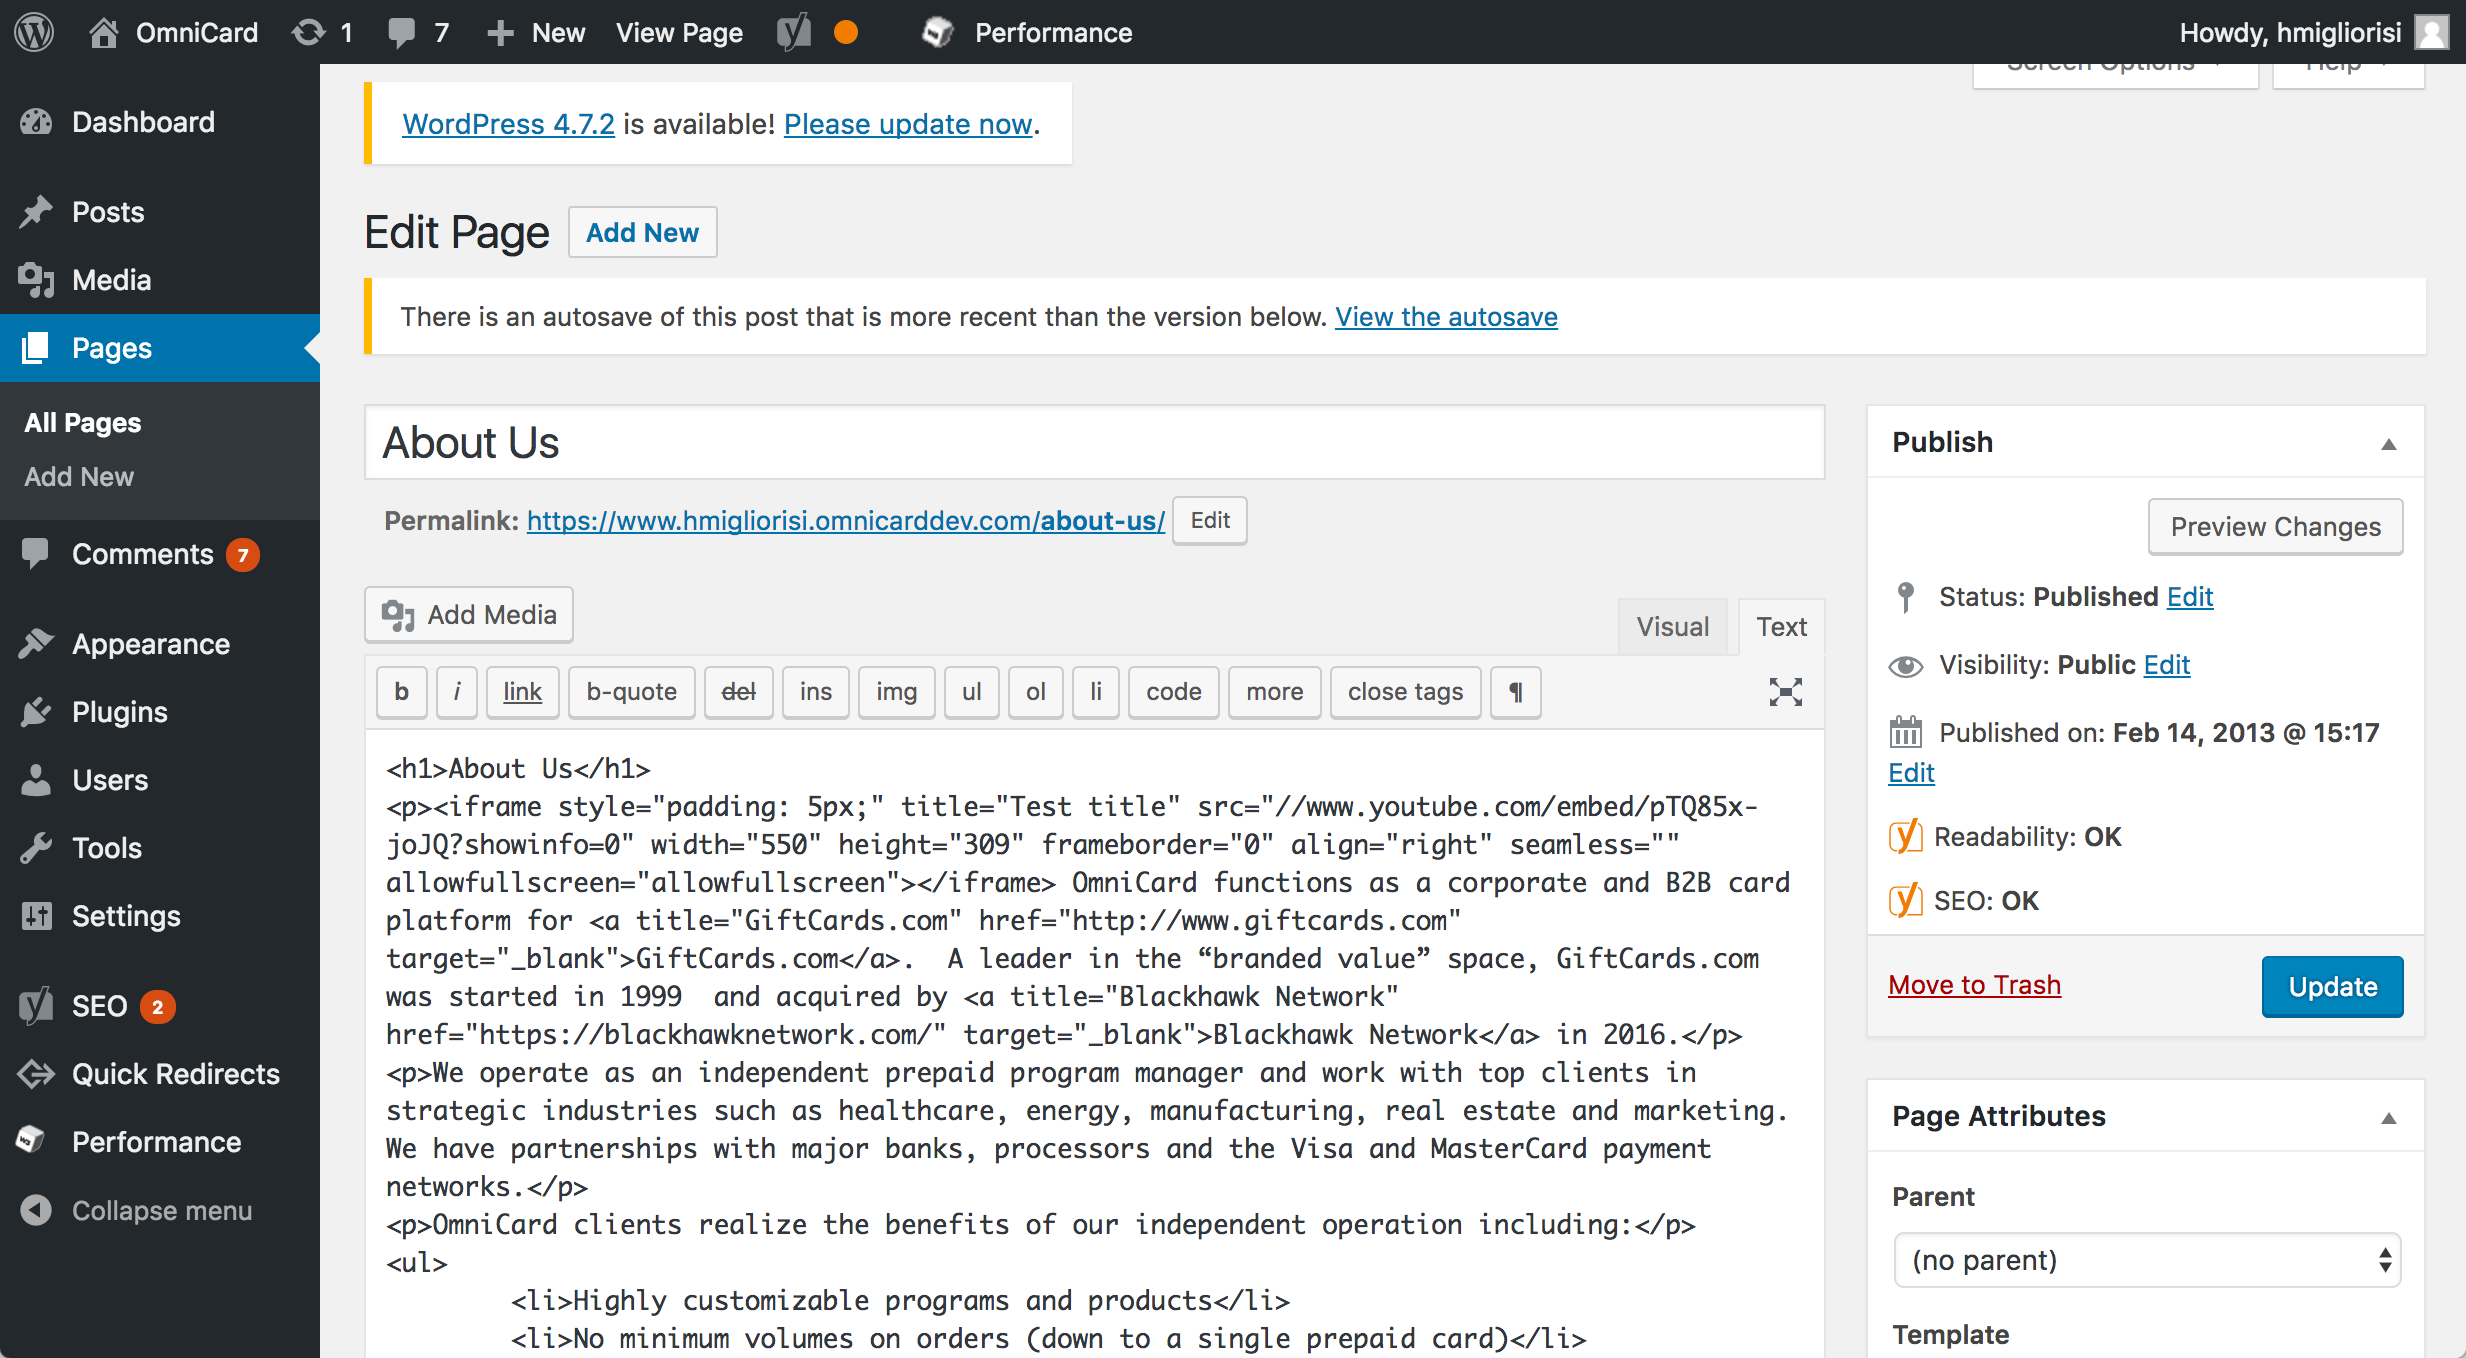 OmniCard 1 7 New View Page Performance Howdy, hmigliorisi
Screen Options Help
Dashboard
Posts
Media
Pages
All Pages
Add New
Comments 7
Appearance
Plugins
Users
Tools
Settings
SEO 2
Quick Redirects
Performance
Collapse menu
WordPress 4.7.2 is available! Please update now.
Edit Page Add New
There is an autosave of this post that is more recent than the version below. View the autosave
About Us
Permalink: https://www.hmigliorisi.omnicarddev.com/about-us/ Edit
Add Media
Visual Text
b i link b-quote del ins img ul ol li code more close tags ¶
<h1>About Us</h1>
<p><iframe style="padding: 5px;" title="Test title" src="//www.youtube.com/embed/pTQ85x-
joJQ?showinfo=0" width="550" height="309" frameborder="0" align="right" seamless=""
allowfullscreen="allowfullscreen"></iframe> OmniCard functions as a corporate and B2B card
platform for <a title="GiftCards.com" href="http://www.giftcards.com"
target="_blank">GiftCards.com</a>.  A leader in the “branded value” space, GiftCards.com
was started in 1999  and acquired by <a title="Blackhawk Network"
href="https://blackhawknetwork.com/" target="_blank">Blackhawk Network</a> in 2016.</p>
<p>We operate as an independent prepaid program manager and work with top clients in
strategic industries such as healthcare, energy, manufacturing, real estate and marketing.
We have partnerships with major banks, processors and the Visa and MasterCard payment
networks.</p>
<p>OmniCard clients realize the benefits of our independent operation including:</p>
<ul>
<li>Highly customizable programs and products</li>
<li>No minimum volumes on orders (down to a single prepaid card)</li>
Publish
Preview Changes
Status: Published Edit
Visibility: Public Edit
Published on: Feb 14, 2013 @ 15:17
Edit
Readability: OK
SEO: OK
Move to Trash Update
Page Attributes
Parent
(no parent)
Template